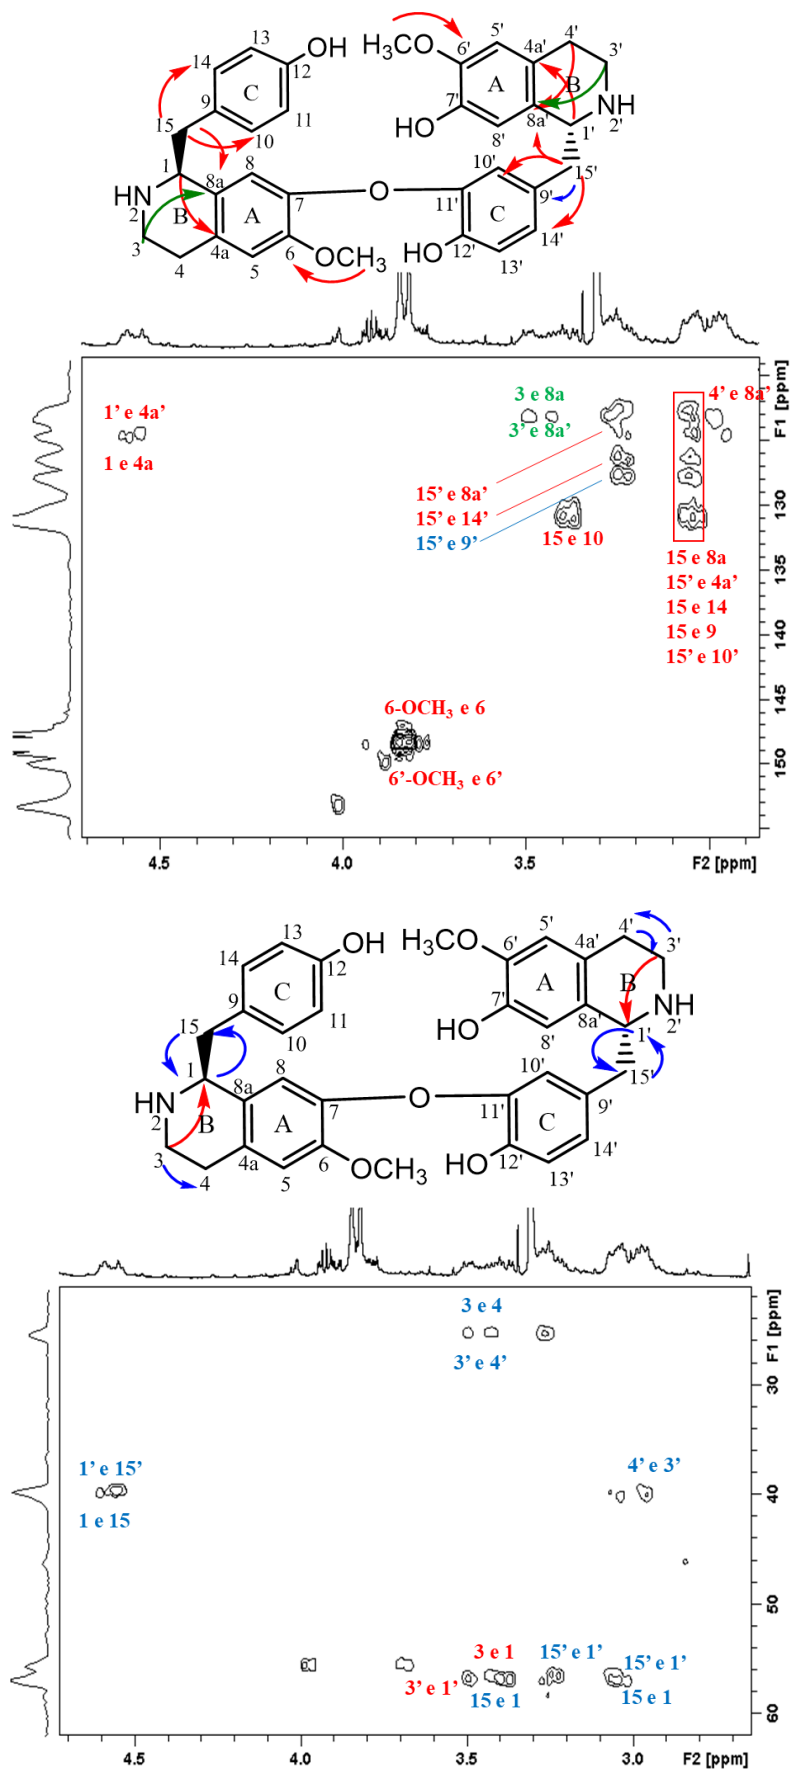 13
14
12
OH
C
9
11
15
10
1
8a
8
HN
2
B
A
7
3
4
4a
5
6
OCH₃
O
H₃CO
6'
5'
4a'
4'
3'
A
B
NH
7'
8a'
2'
HO
8'
1'
10'
15'
11'
C
9'
HO
12'
14'
13'
1’ e 4a’
1 e 4a
3 e 8a
3’ e 8a’
4’ e 8a’
15’ e 8a’
15’ e 14’
15’ e 9’
15 e 10
15 e 8a
15’ e 4a’
15 e 14
15 e 9
15’ e 10’
6-OCH₃ e 6
6’-OCH₃ e 6’
F1 [ppm]
130
135
140
145
150
4.5
4.0
3.5
F2 [ppm]
13
14
12
OH
C
9
11
15
10
1
8a
8
HN
2
B
A
7
3
4
4a
5
6
OCH₃
O
H₃CO
6'
5'
4a'
4'
3'
A
B
NH
7'
8a'
2'
HO
8'
1'
10'
15'
11'
C
9'
HO
12'
14'
13'
3 e 4
3’ e 4’
1’ e 15’
1 e 15
4’ e 3’
3 e 1
3’ e 1’
15 e 1
15’ e 1’
15’ e 1’
15 e 1
F1 [ppm]
30
40
50
60
4.5
4.0
3.5
3.0
F2 [ppm]